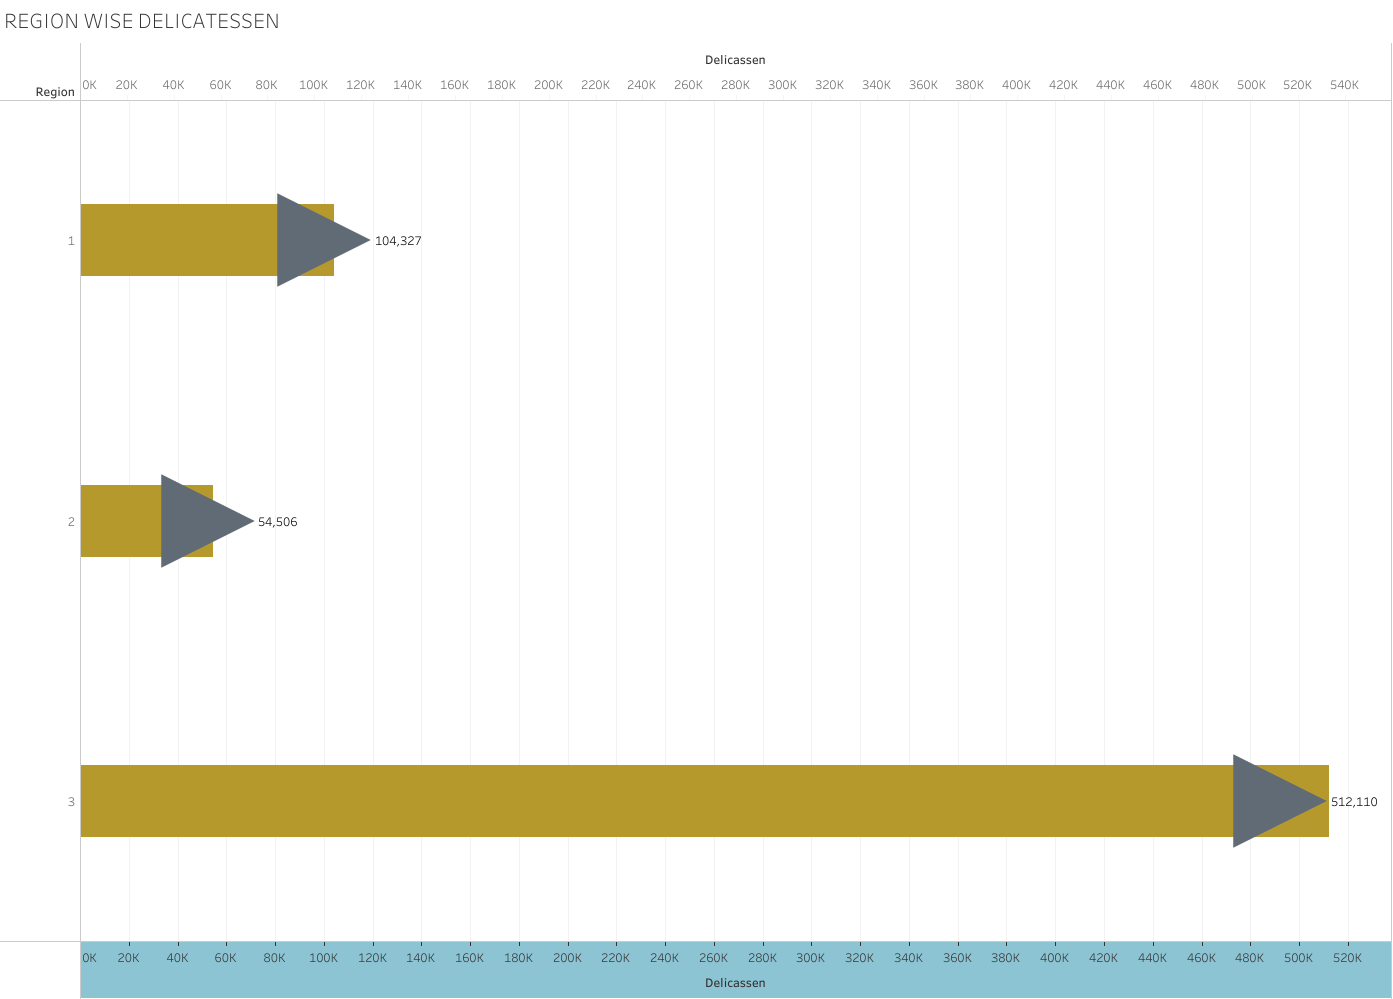 REGION WISE DELICATESSEN
Delicassen
Region 0K 20K 40K 60K 80K 100K 120K 140K 160K 180K 200K 220K 240K 260K 280K 300K 320K 340K 360K 380K 400K 420K 440K 460K 480K 500K 520K 540K
1 104,327
2 54,506
3 512,110
0K 20K 40K 60K 80K 100K 120K 140K 160K 180K 200K 220K 240K 260K 280K 300K 320K 340K 360K 380K 400K 420K 440K 460K 480K 500K 520K
Delicassen